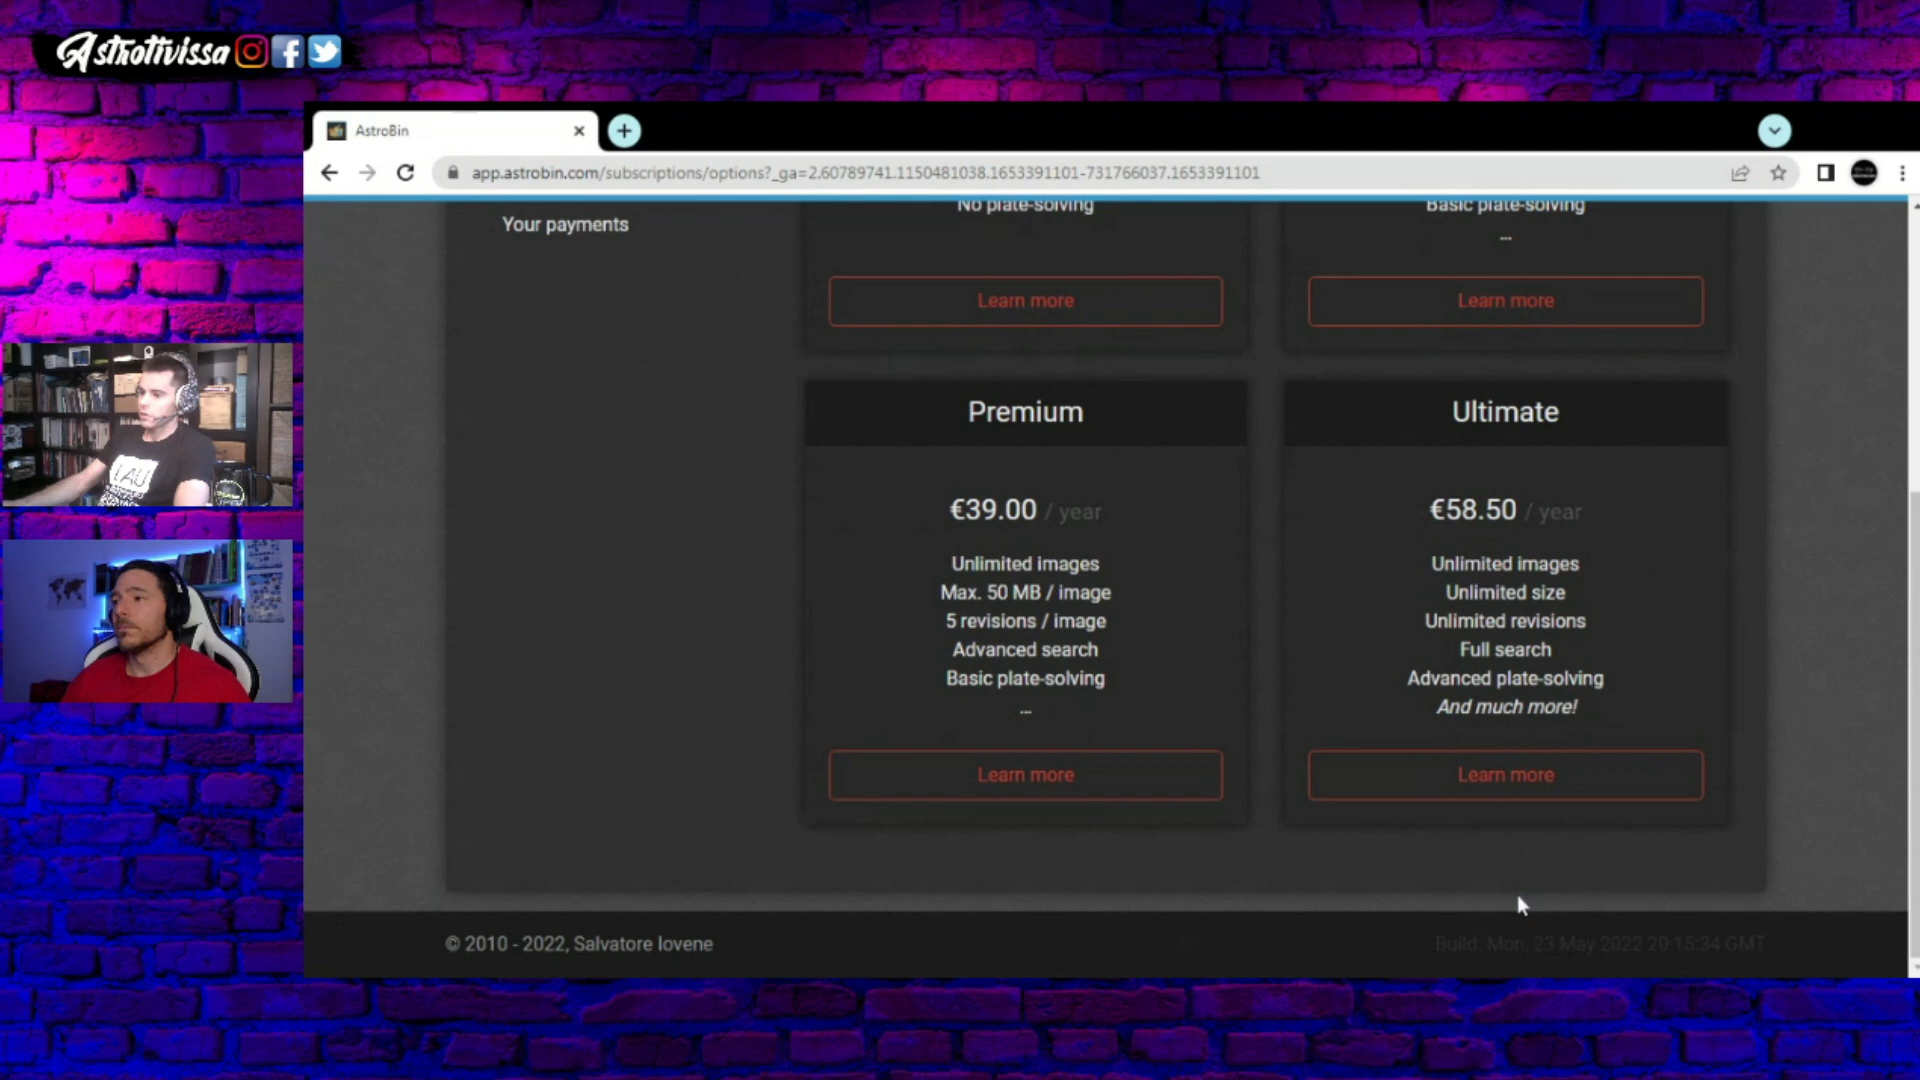 Astrotivissa
AstroBin
app.astrobin.com/subscriptions/options?_ga=2.60789741.1150481038.1653391101-731766037.1653391101
Your payments
No plate-solving
Basic plate-solving
...
Learn more
Learn more
Premium
€39.00 / year
Unlimited images
Max. 50 MB / image
5 revisions / image
Advanced search
Basic plate-solving
...
Learn more
Ultimate
€58.50 / year
Unlimited images
Unlimited size
Unlimited revisions
Full search
Advanced plate-solving
And much more!
Learn more
© 2010 - 2022, Salvatore Iovene
Build: Mon, 23 May 2022 20:15:34 GMT